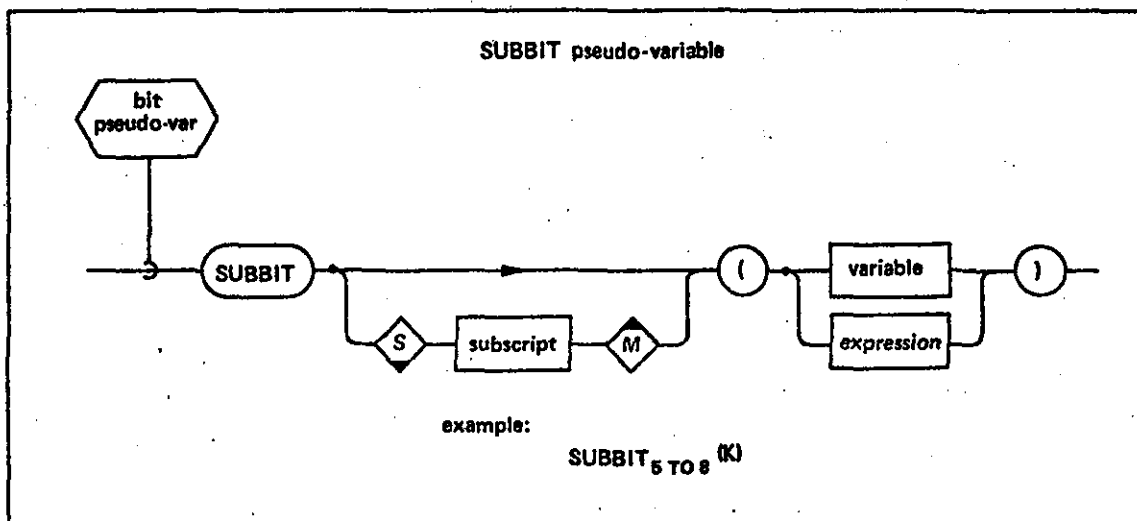 SUBBIT pseudo-variable
bit
pseudo-var
SUBBIT
(
variable
)
S
subscript
M
expression
example:
SUBBIT5 TO 8 (K)